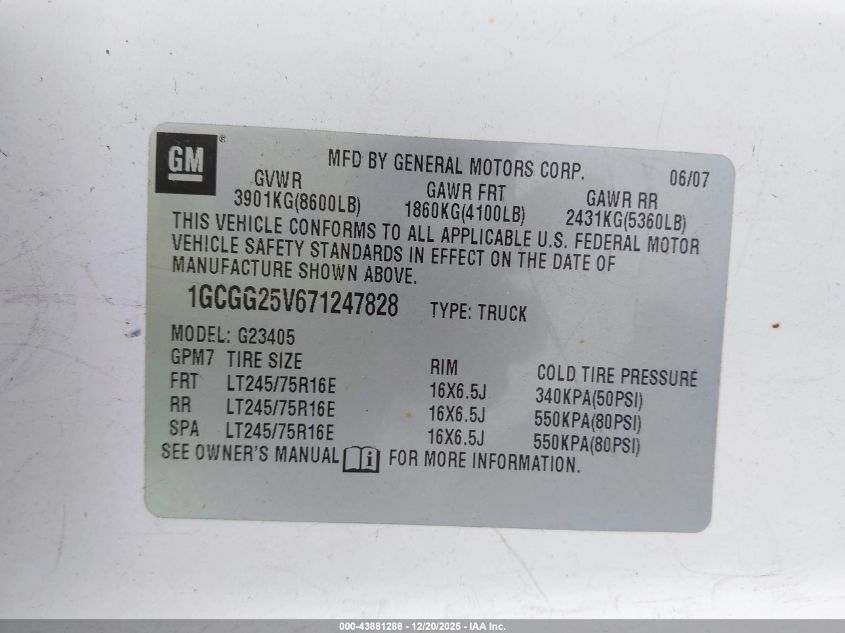 GM ®
MFD BY GENERAL MOTORS CORP. 06/07
GVWR GAWR FRT GAWR RR
3901KG(8600LB) 1860KG(4100LB) 2431KG(5360LB)
THIS VEHICLE CONFORMS TO ALL APPLICABLE U.S. FEDERAL MOTOR
VEHICLE SAFETY STANDARDS IN EFFECT ON THE DATE OF
MANUFACTURE SHOWN ABOVE.
1GCGG25V671247828 TYPE: TRUCK
MODEL: G23405
GPM7 TIRE SIZE RIM COLD TIRE PRESSURE
FRT LT245/75R16E 16X6.5J 340KPA(50PSI)
RR LT245/75R16E 16X6.5J 550KPA(80PSI)
SPA LT245/75R16E 16X6.5J 550KPA(80PSI)
SEE OWNER'S MANUAL i FOR MORE INFORMATION.
000-43881288 - 12/20/2025 - IAA Inc.